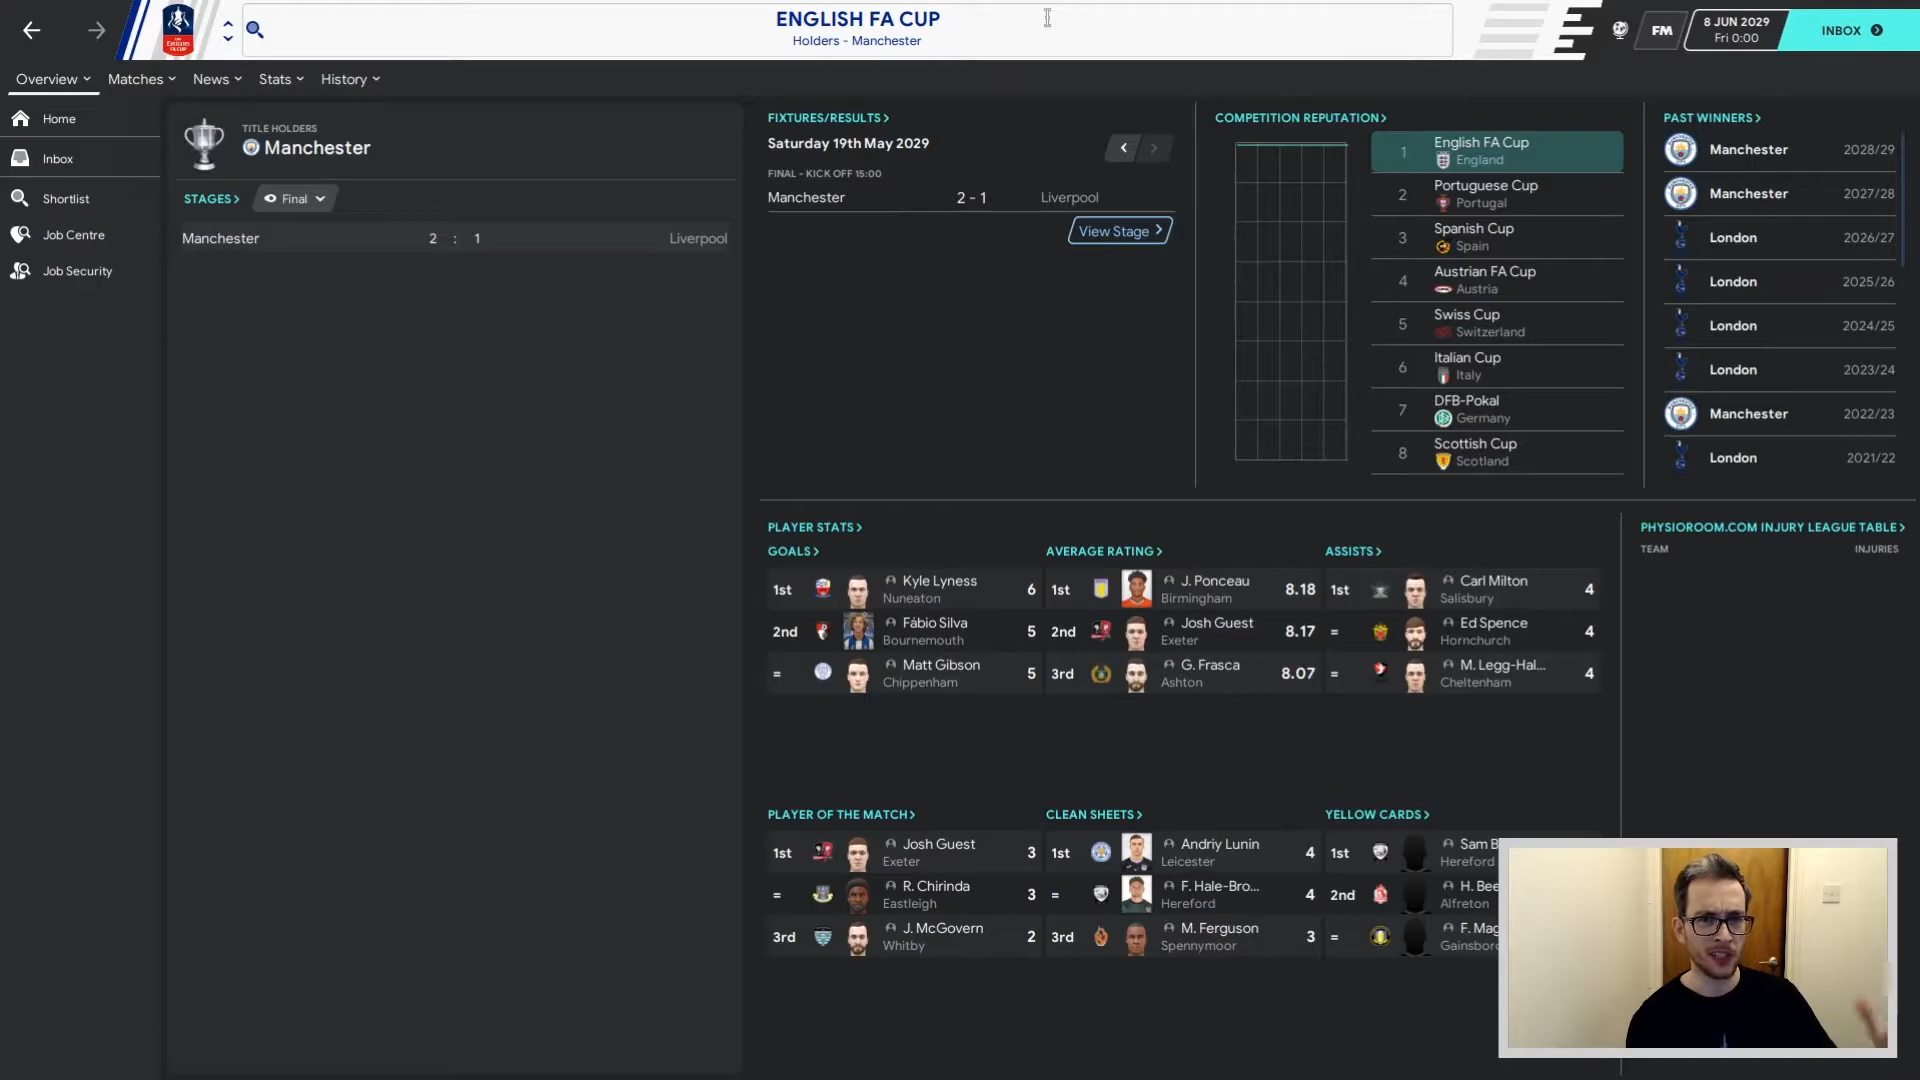 ENGLISH FA CUP
Holders - Manchester
FM
8 JUN 2029
Fri 0:00
INBOX
Overview
Matches
News
Stats
History
Home
Inbox
Shortlist
Job Centre
Job Security
TITLE HOLDERS
Manchester
STAGES
Final
Manchester 2 : 1 Liverpool
FIXTURES/RESULTS
Saturday 19th May 2029
FINAL - KICK OFF 15:00
Manchester 2 - 1 Liverpool
View Stage
COMPETITION REPUTATION
1 English FA Cup
England
2 Portuguese Cup
Portugal
3 Spanish Cup
Spain
4 Austrian FA Cup
Austria
5 Swiss Cup
Switzerland
6 Italian Cup
Italy
7 DFB-Pokal
Germany
8 Scottish Cup
Scotland
PAST WINNERS
Manchester 2028/29
Manchester 2027/28
London 2026/27
London 2025/26
London 2024/25
London 2023/24
Manchester 2022/23
London 2021/22
PLAYER STATS
GOALS
1st Kyle Lyness 6
Nuneaton
2nd Fábio Silva 5
Bournemouth
= Matt Gibson 5
Chippenham
AVERAGE RATING
1st J. Ponceau 8.18
Birmingham
2nd Josh Guest 8.17
Exeter
3rd G. Frasca 8.07
Ashton
ASSISTS
1st Carl Milton 4
Salisbury
= Ed Spence 4
Hornchurch
= M. Legg-Hal... 4
Cheltenham
PHYSIOROOM.COM INJURY LEAGUE TABLE
TEAM INJURIES
PLAYER OF THE MATCH
1st Josh Guest 3
Exeter
= R. Chirinda 3
Eastleigh
3rd J. McGovern 2
Whitby
CLEAN SHEETS
1st Andriy Lunin 4
Leicester
= F. Hale-Bro... 4
Hereford
3rd M. Ferguson 3
Spennymoor
YELLOW CARDS
1st Sam B
Hereford
2nd H. Bee
Alfreton
= F. Mag
Gainsboro